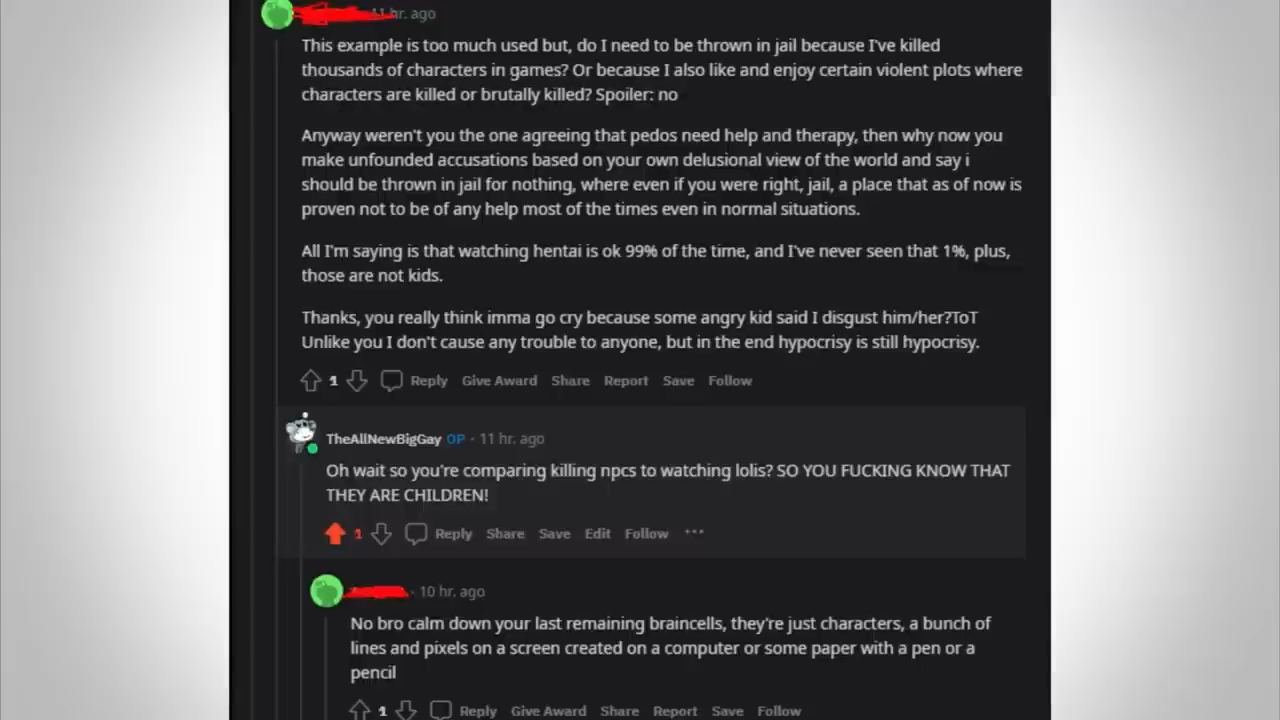 11 hr. ago
This example is too much used but, do I need to be thrown in jail because I've killed
thousands of characters in games? Or because I also like and enjoy certain violent plots where
characters are killed or brutally killed? Spoiler: no
Anyway weren't you the one agreeing that pedos need help and therapy, then why now you
make unfounded accusations based on your own delusional view of the world and say i
should be thrown in jail for nothing, where even if you were right, jail, a place that as of now is
proven not to be of any help most of the times even in normal situations.
All I'm saying is that watching hentai is ok 99% of the time, and I've never seen that 1%, plus,
those are not kids.
Thanks, you really think imma go cry because some angry kid said I disgust him/her?ToT
Unlike you I don't cause any trouble to anyone, but in the end hypocrisy is still hypocrisy.
1 Reply Give Award Share Report Save Follow
TheAllNewBigGay OP · 11 hr. ago
Oh wait so you're comparing killing npcs to watching lolis? SO YOU FUCKING KNOW THAT
THEY ARE CHILDREN!
1 Reply Share Save Edit Follow ···
· 10 hr. ago
No bro calm down your last remaining braincells, they're just characters, a bunch of
lines and pixels on a screen created on a computer or some paper with a pen or a
pencil
1 Reply Give Award Share Report Save Follow